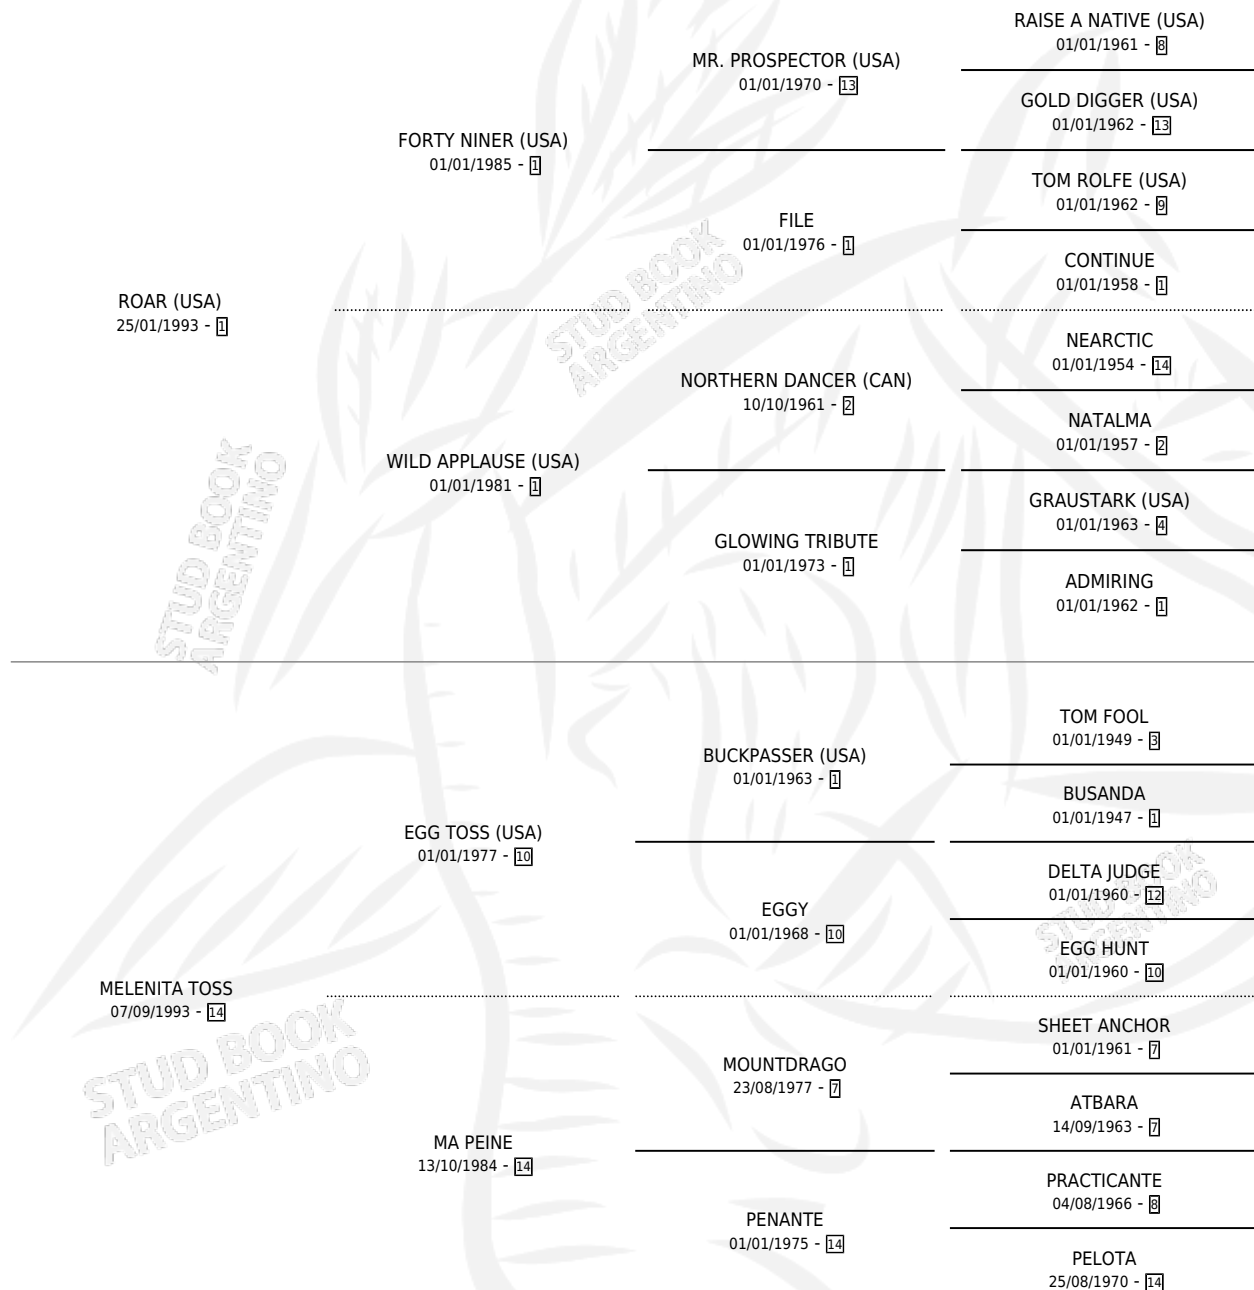 RAISE A NATIVE (USA)
01/01/1961 - 8
MR. PROSPECTOR (USA)
01/01/1970 - 13
GOLD DIGGER (USA)
01/01/1962 - 13
FORTY NINER (USA)
01/01/1985 - 1
TOM ROLFE (USA)
01/01/1962 - 9
FILE
01/01/1976 - 1
CONTINUE
01/01/1958 - 1
ROAR (USA)
25/01/1993 - 1
NEARCTIC
01/01/1954 - 14
NORTHERN DANCER (CAN)
10/10/1961 - 2
NATALMA
01/01/1957 - 2
WILD APPLAUSE (USA)
01/01/1981 - 1
GRAUSTARK (USA)
01/01/1963 - 4
GLOWING TRIBUTE
01/01/1973 - 1
ADMIRING
01/01/1962 - 1
STUD BOOK
ARGENTINO
STUD BOOK
ARGENTINO
TOM FOOL
01/01/1949 - 3
BUCKPASSER (USA)
01/01/1963 - 1
BUSANDA
01/01/1947 - 1
EGG TOSS (USA)
01/01/1977 - 10
DELTA JUDGE
01/01/1960 - 12
EGGY
01/01/1968 - 10
EGG HUNT
01/01/1960 - 10
STUD BOOK
ARGENTINO
MELENITA TOSS
07/09/1993 - 14
SHEET ANCHOR
01/01/1961 - 7
MOUNTDRAGO
23/08/1977 - 7
ATBARA
14/09/1963 - 7
STUD BOOK
ARGENTINO
MA PEINE
13/10/1984 - 14
PRACTICANTE
04/08/1966 - 8
PENANTE
01/01/1975 - 14
PELOTA
25/08/1970 - 14